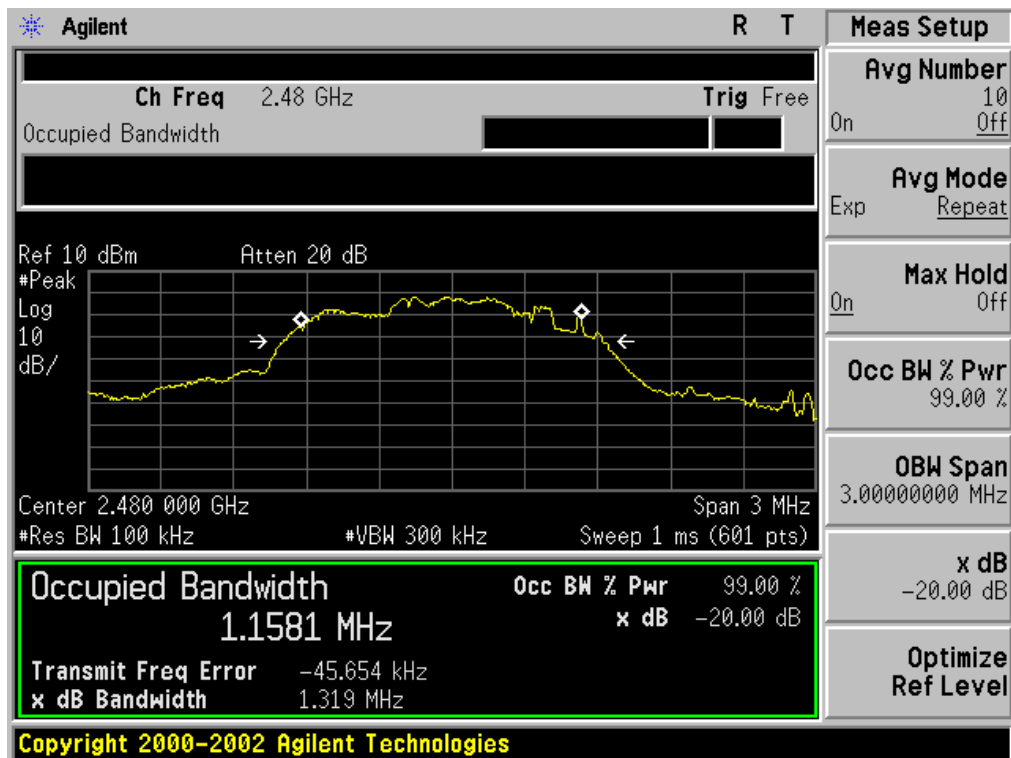 Agilent R T
Ch Freq 2.48 GHz Trig Free
Occupied Bandwidth
Ref 10 dBm Atten 20 dB
#Peak
Log
10
dB/
Center 2.480 000 GHz Span 3 MHz
#Res BW 100 kHz #VBW 300 kHz Sweep 1 ms (601 pts)
Occupied Bandwidth
1.1581 MHz
Occ BW % Pwr 99.00 %
x dB -20.00 dB
Transmit Freq Error -45.654 kHz
x dB Bandwidth 1.319 MHz
Copyright 2000-2002 Agilent Technologies
Meas Setup
Avg Number
10
On Off
Avg Mode
Exp Repeat
Max Hold
On Off
Occ BW % Pwr
99.00 %
OBW Span
3.00000000 MHz
x dB
-20.00 dB
Optimize
Ref Level